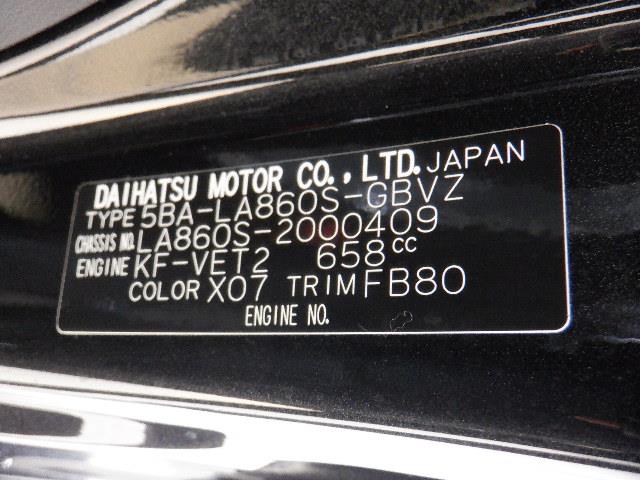 DAIHATSU MOTOR CO., LTD. JAPAN
TYPE 5BA-LA860S-GBVZ
CHASSIS NO. LA860S-2000409
ENGINE KF-VET2 658cc
COLOR X07 TRIM FB80
ENGINE NO.